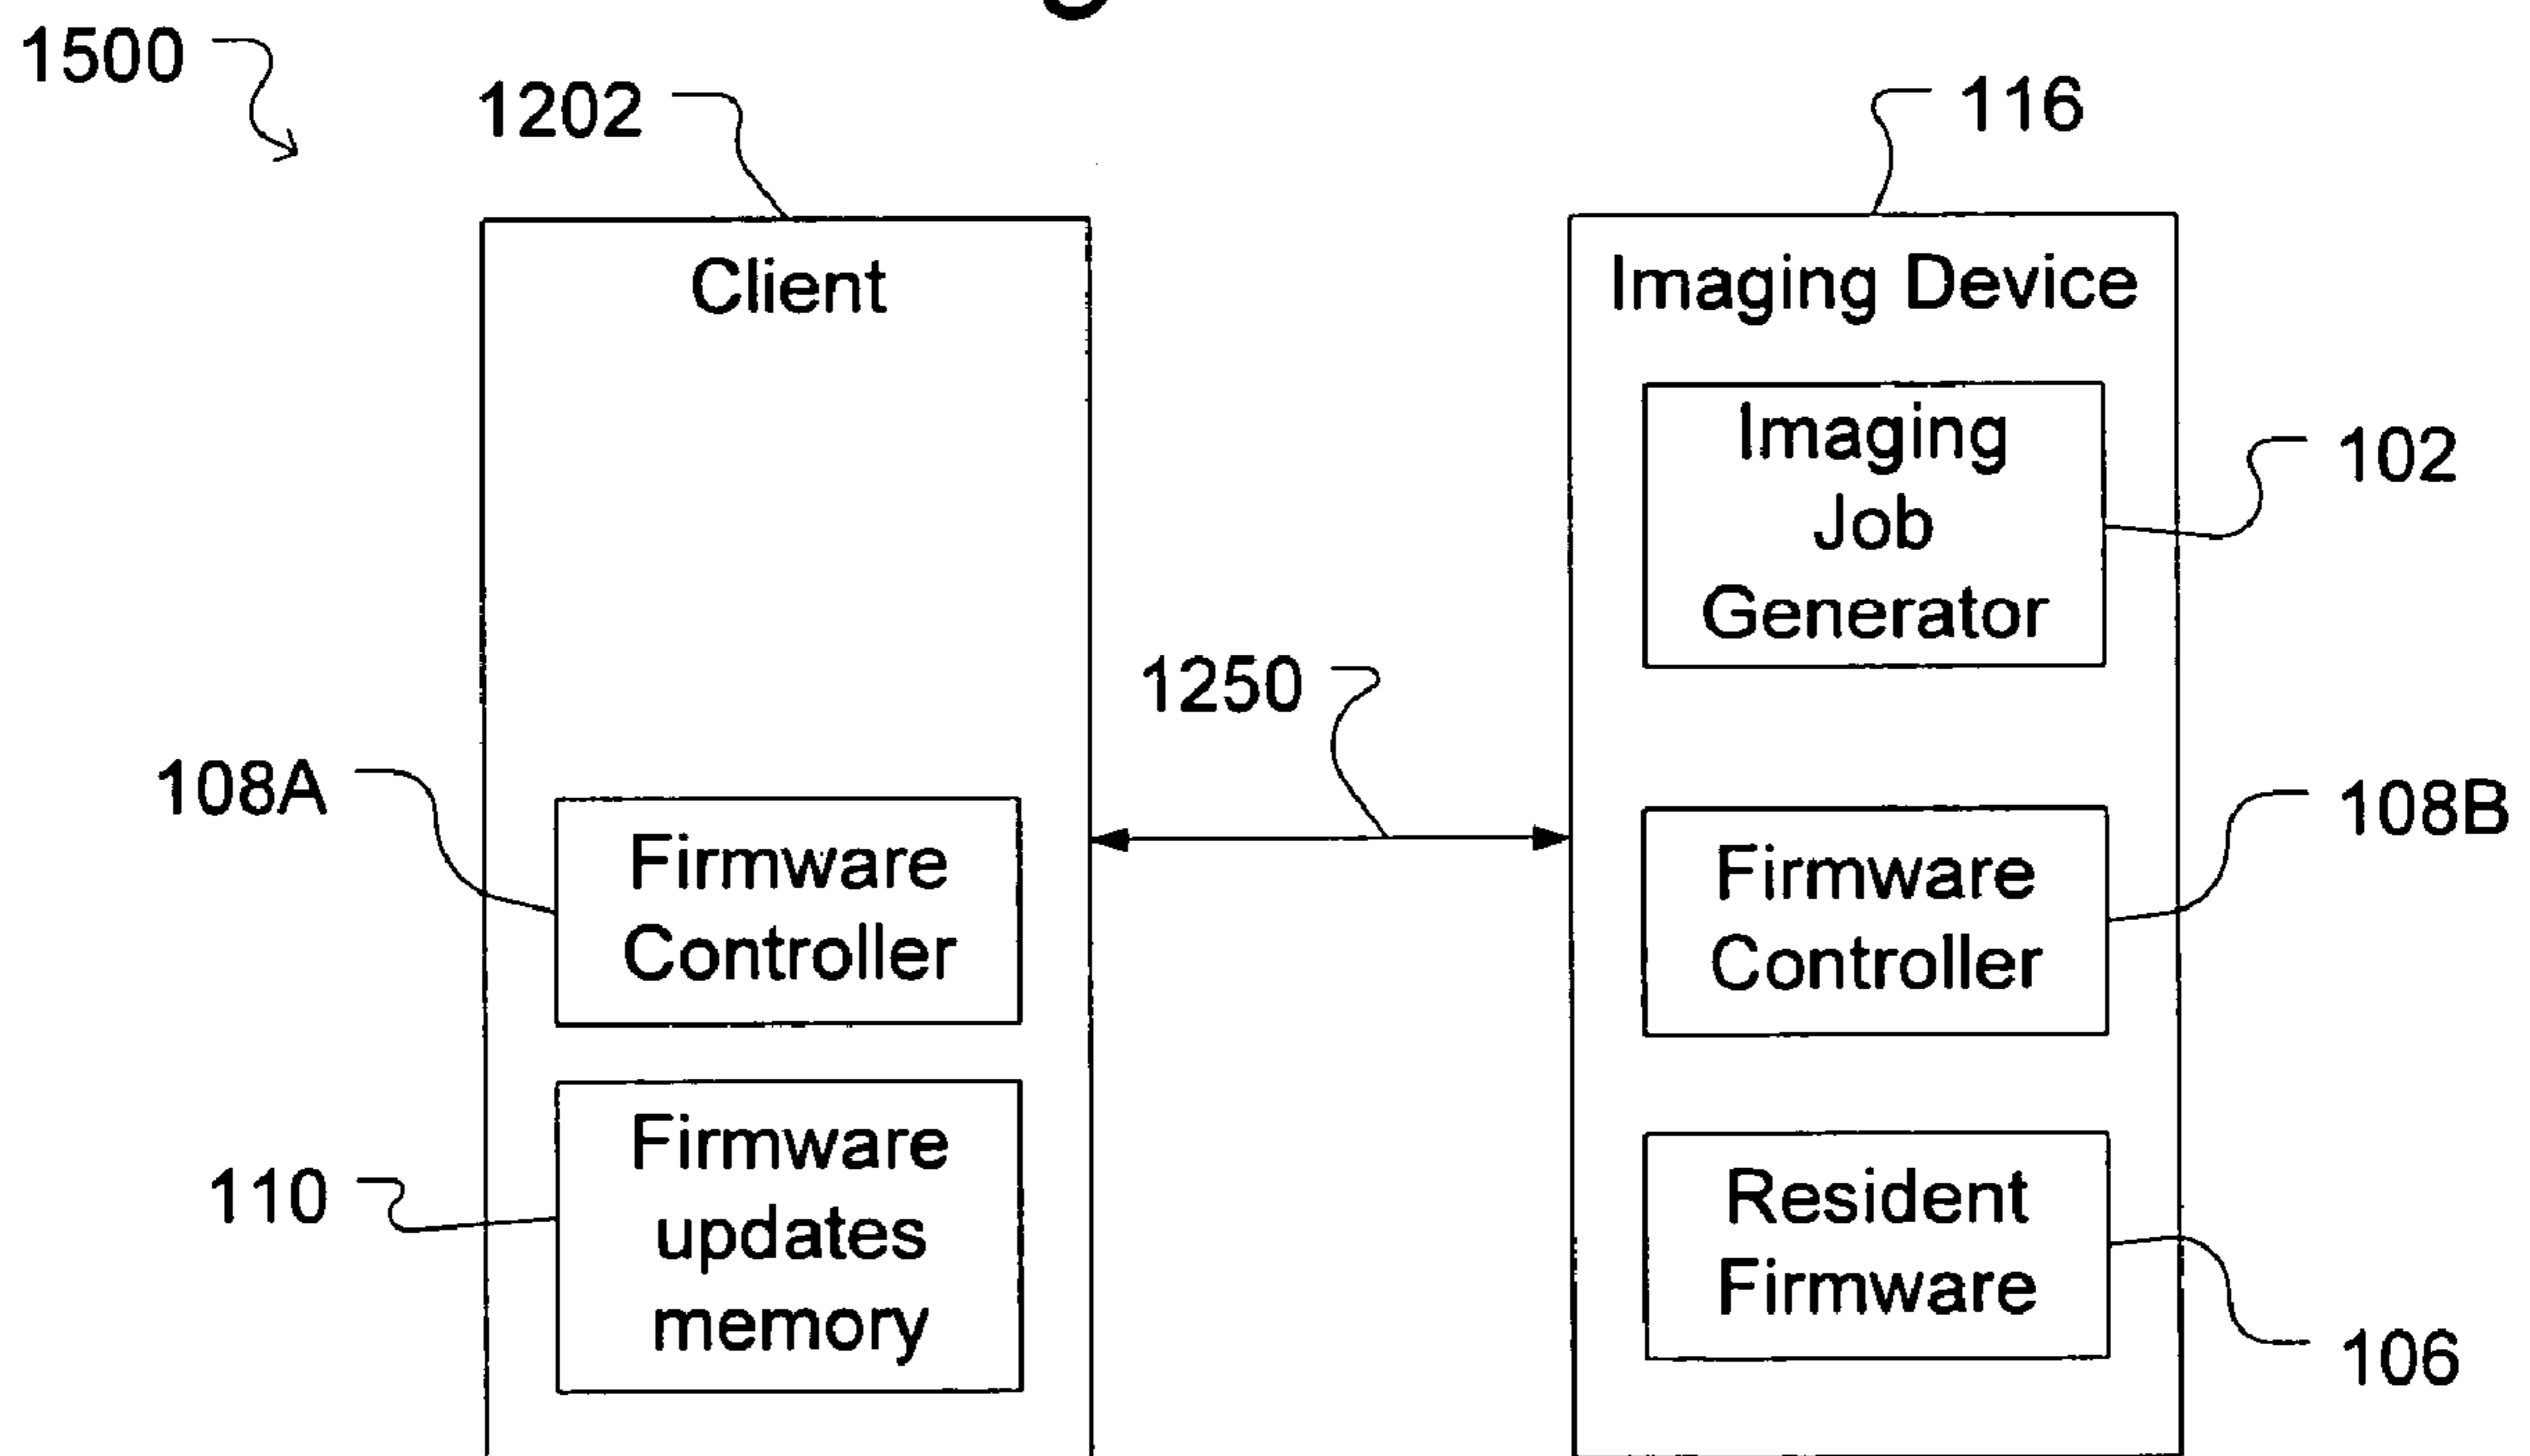 1500
1202
116
Client
Imaging Device
Imaging
Job
Generator
102
1250
108A
Firmware
Controller
108B
Firmware
Controller
110
Firmware
updates
memory
Resident
Firmware
106